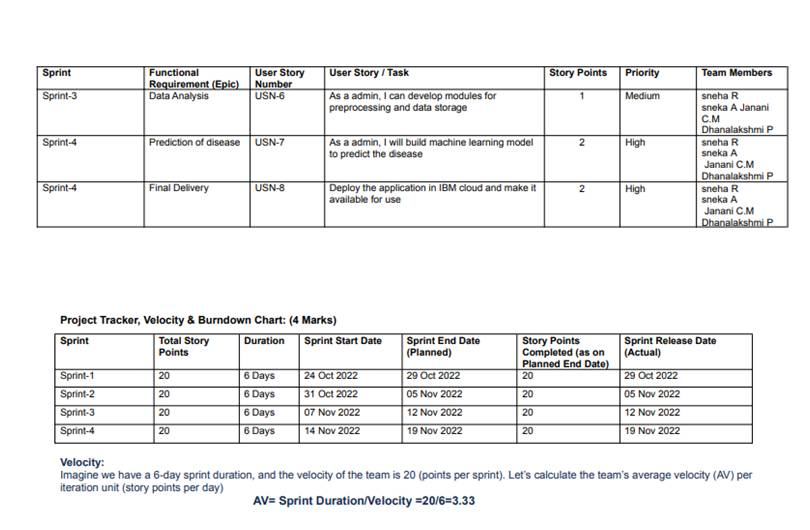 Sprint Functional Requirement (Epic) User Story Number User Story / Task Story Points Priority Team Members
Sprint-3 Data Analysis USN-6 As a admin, I can develop modules for preprocessing and data storage 1 Medium sneha R sneka A Janani C.M Dhanalakshmi P
Sprint-4 Prediction of disease USN-7 As a admin, I will build machine learning model to predict the disease 2 High sneha R sneka A Janani C.M Dhanalakshmi P
Sprint-4 Final Delivery USN-8 Deploy the application in IBM cloud and make it available for use 2 High sneha R sneka A Janani C.M Dhanalakshmi P
Project Tracker, Velocity & Burndown Chart: (4 Marks)
Sprint Total Story Points Duration Sprint Start Date Sprint End Date (Planned) Story Points Completed (as on Planned End Date) Sprint Release Date (Actual)
Sprint-1 20 6 Days 24 Oct 2022 29 Oct 2022 20 29 Oct 2022
Sprint-2 20 6 Days 31 Oct 2022 05 Nov 2022 20 05 Nov 2022
Sprint-3 20 6 Days 07 Nov 2022 12 Nov 2022 20 12 Nov 2022
Sprint-4 20 6 Days 14 Nov 2022 19 Nov 2022 20 19 Nov 2022
Velocity:
Imagine we have a 6-day sprint duration, and the velocity of the team is 20 (points per sprint). Let's calculate the team's average velocity (AV) per
iteration unit (story points per day)
AV= Sprint Duration/Velocity =20/6=3.33